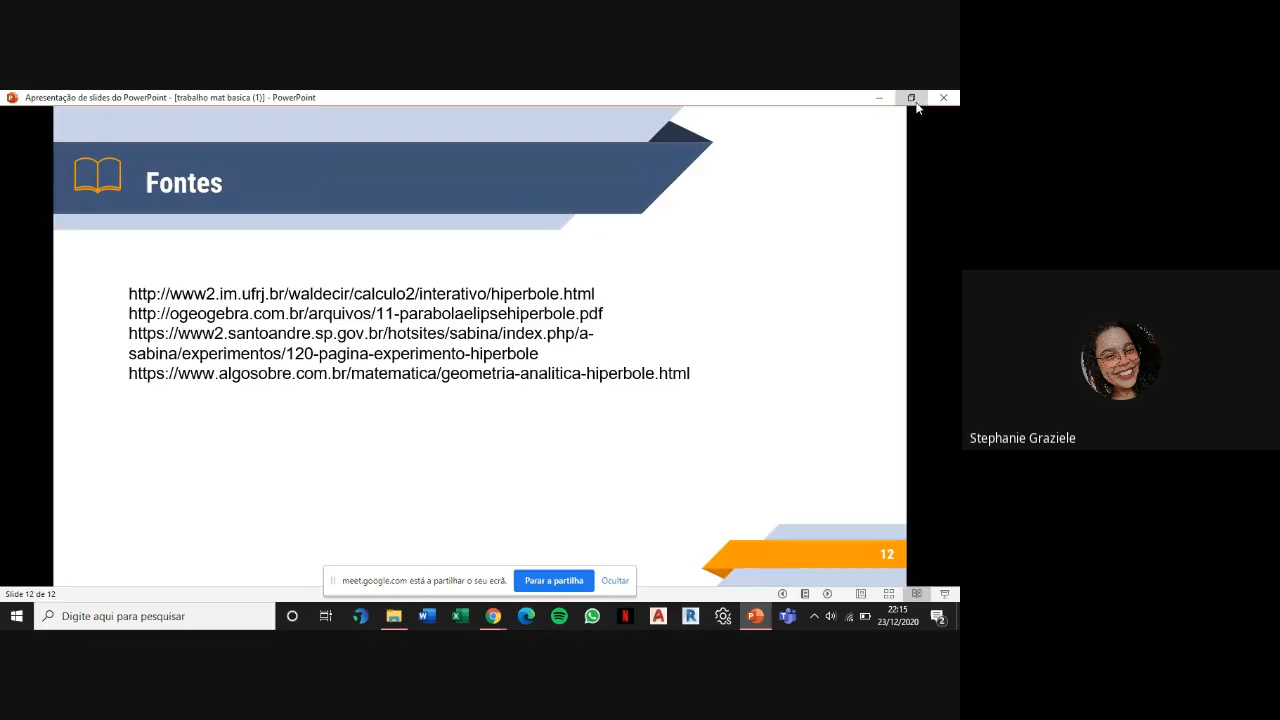 Apresentação de slides do PowerPoint - [trabalho mat basica (1)] - PowerPoint
Fontes
http://www2.im.ufrj.br/waldecir/calculo2/interativo/hiperbole.html
http://ogeogebra.com.br/arquivos/11-parabolaelipsehiperbole.pdf
https://www2.santoandre.sp.gov.br/hotsites/sabina/index.php/a-
sabina/experimentos/120-pagina-experimento-hiperbole
https://www.algosobre.com.br/matematica/geometria-analitica-hiperbole.html
Stephanie Graziele
12
meet.google.com está a partilhar o seu ecrã.
Parar a partilha
Ocultar
Slide 12 de 12
Digite aqui para pesquisar
22:15
23/12/2020
2